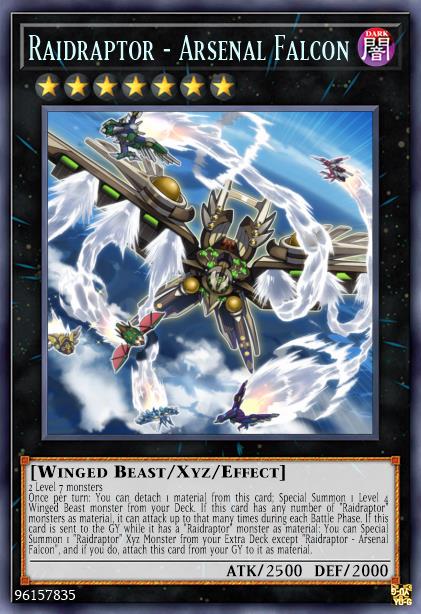 Raidraptor - Arsenal Falcon
DARK
闇
[Winged Beast/Xyz/Effect]
2 Level 7 monsters
Once per turn: You can detach 1 material from this card; Special Summon 1 Level 4
Winged Beast monster from your Deck. If this card has any number of "Raidraptor"
monsters as material, it can attack up to that many times during each Battle Phase. If this
card is sent to the GY while it has a "Raidraptor" monster as material: You can Special
Summon 1 "Raidraptor" Xyz Monster from your Extra Deck except "Raidraptor - Arsenal
Falcon", and if you do, attach this card from your GY to it as material.
ATK/2500 DEF/2000
96157835